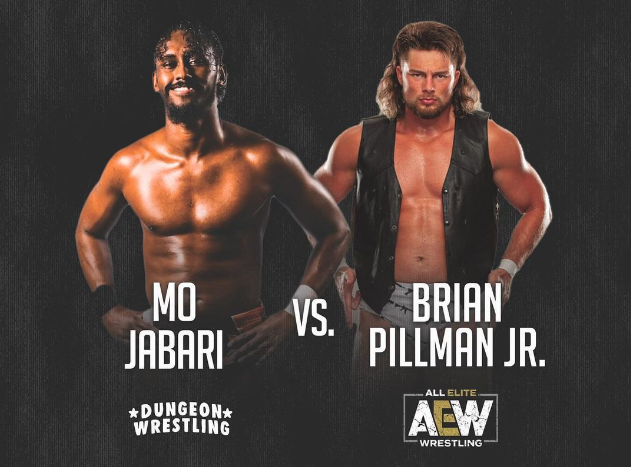 MO
JABARI
VS.
BRIAN
PILLMAN JR.
DUNGEON
WRESTLING
ALL ELITE
AEW
WRESTLING